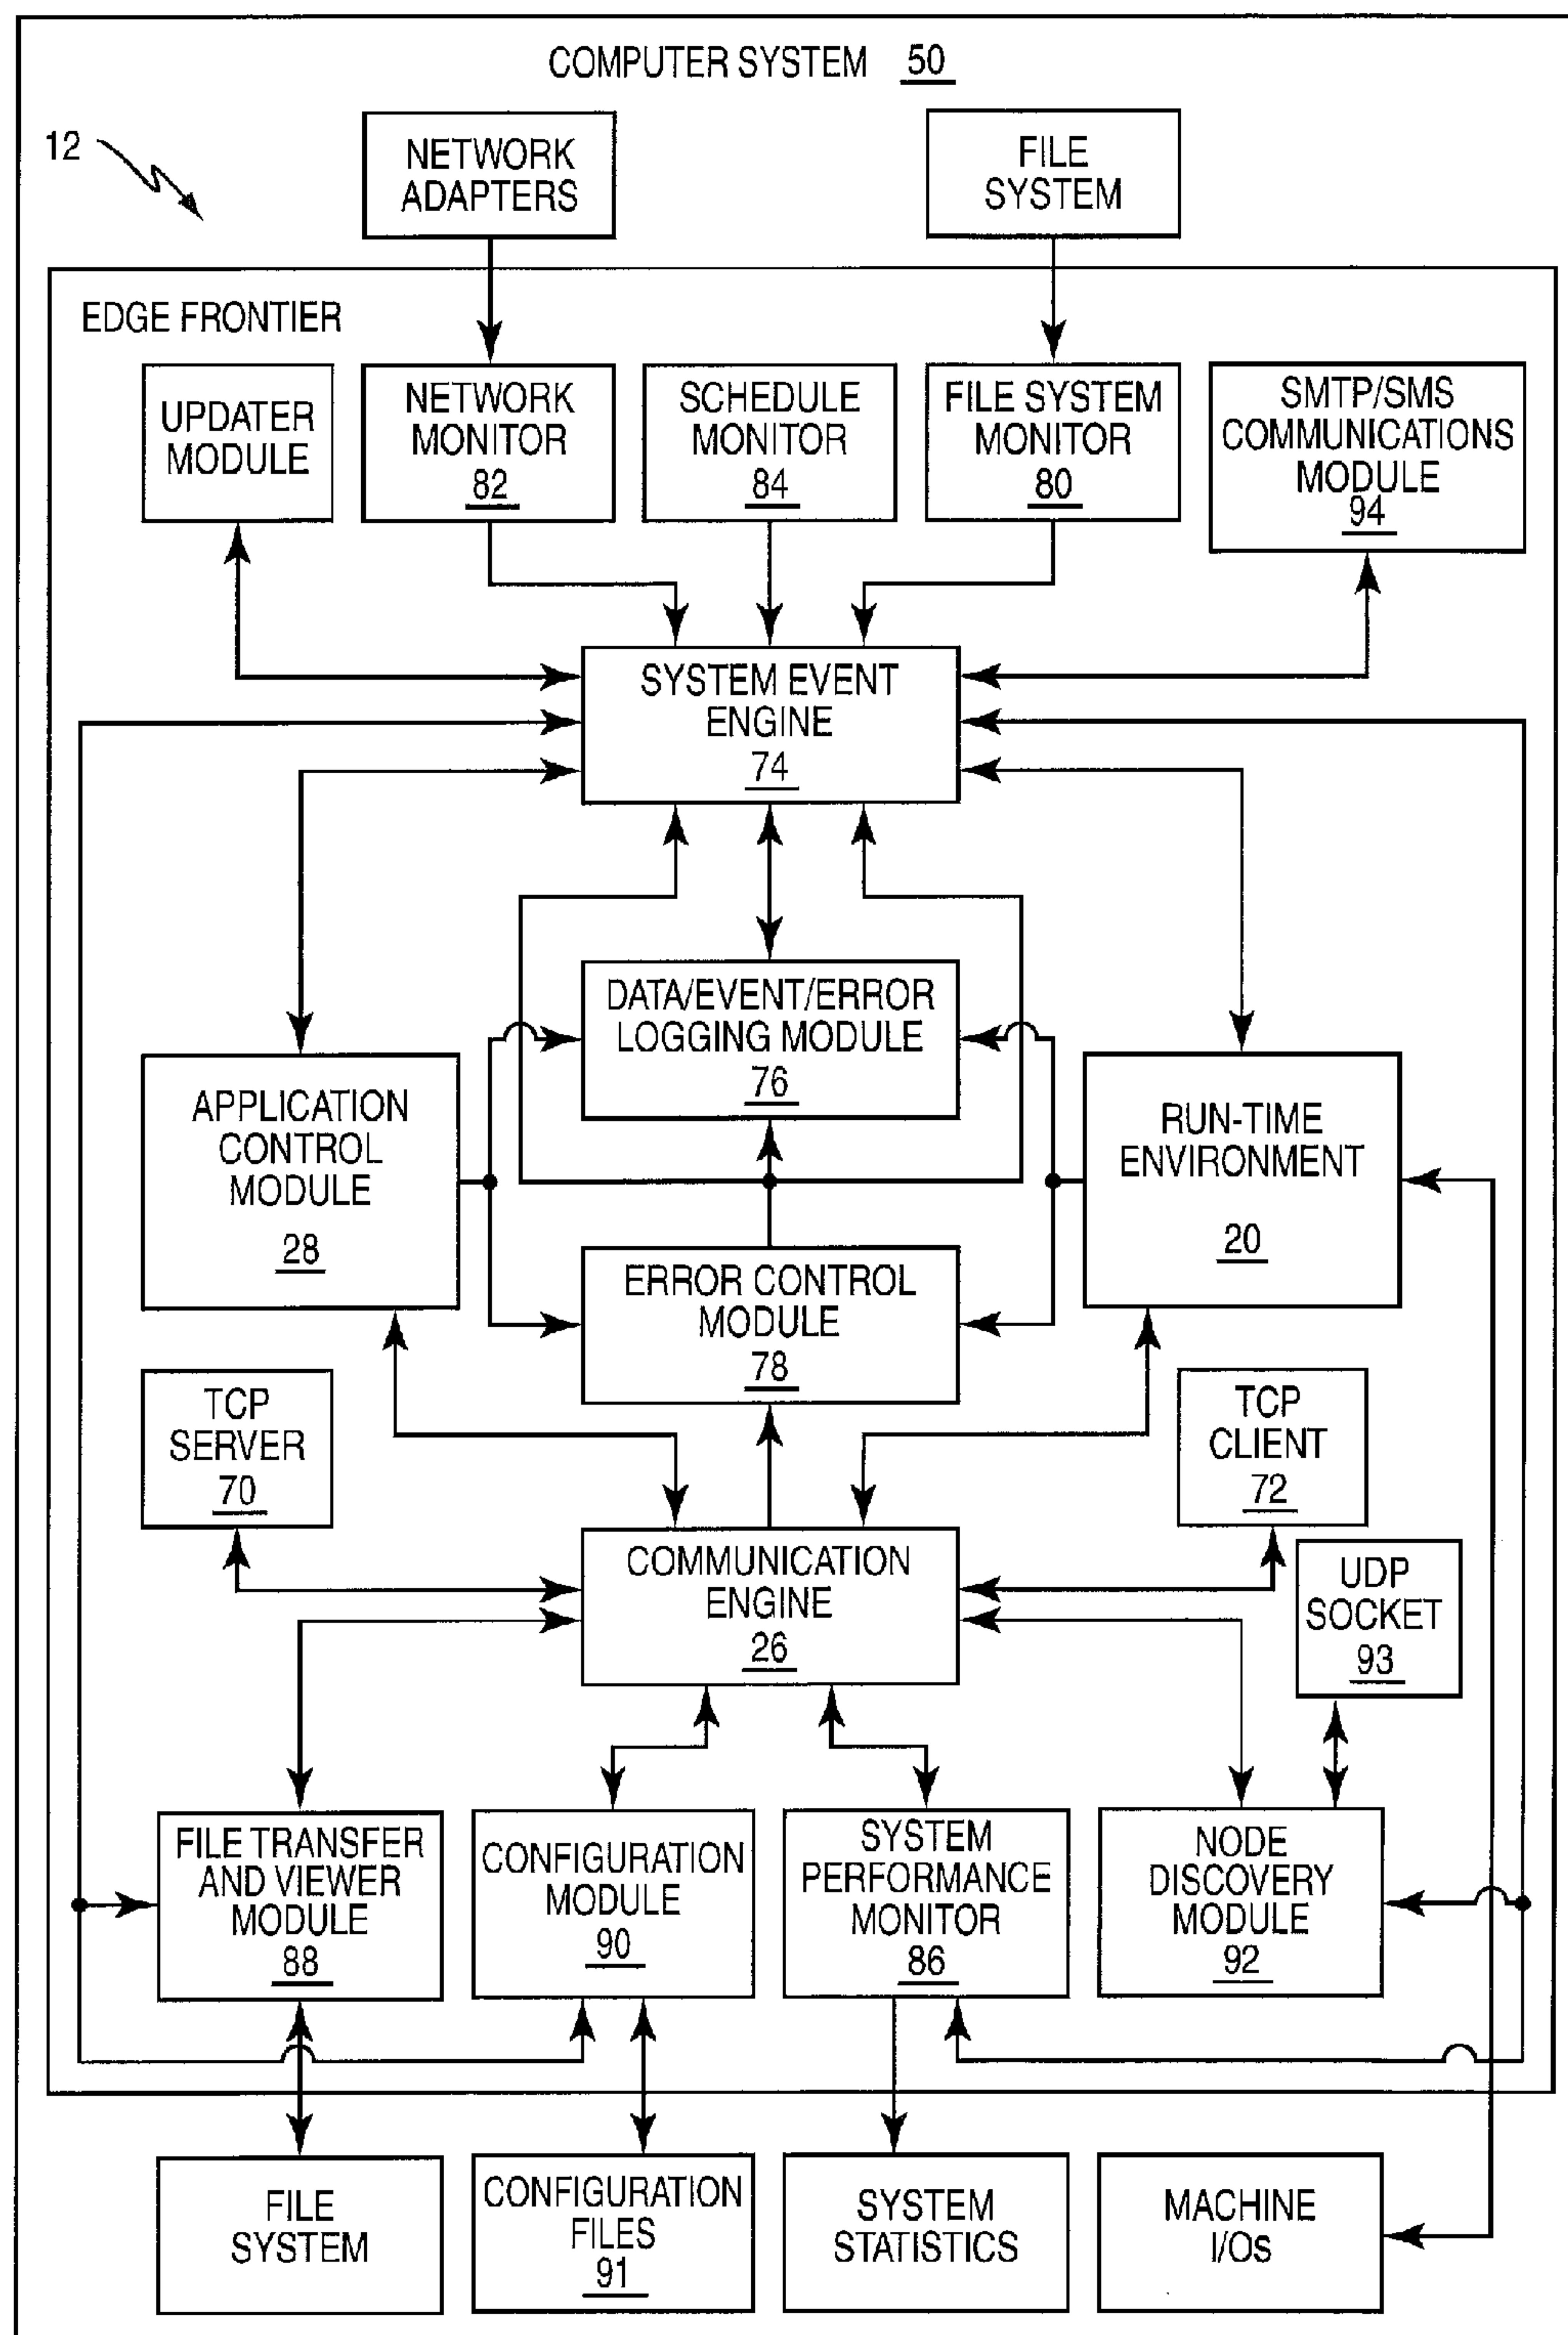 COMPUTER SYSTEM 50
12
NETWORK
ADAPTERS
FILE
SYSTEM
EDGE FRONTIER
UPDATER
MODULE
NETWORK
MONITOR
82
SCHEDULE
MONITOR
84
FILE SYSTEM
MONITOR
80
SMTP/SMS
COMMUNICATIONS
MODULE
94
SYSTEM EVENT
ENGINE
74
DATA/EVENT/ERROR
LOGGING MODULE
76
APPLICATION
CONTROL
MODULE
28
RUN-TIME
ENVIRONMENT
20
ERROR CONTROL
MODULE
78
TCP
SERVER
70
TCP
CLIENT
72
COMMUNICATION
ENGINE
26
UDP
SOCKET
93
FILE TRANSFER
AND VIEWER
MODULE
88
CONFIGURATION
MODULE
90
SYSTEM
PERFORMANCE
MONITOR
86
NODE
DISCOVERY
MODULE
92
FILE
SYSTEM
CONFIGURATION
FILES
91
SYSTEM
STATISTICS
MACHINE
I/Os